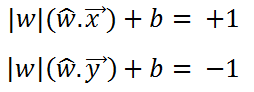 |w|(ŵ.x⃗) + b = +1
|w|(ŵ.y⃗) + b = −1